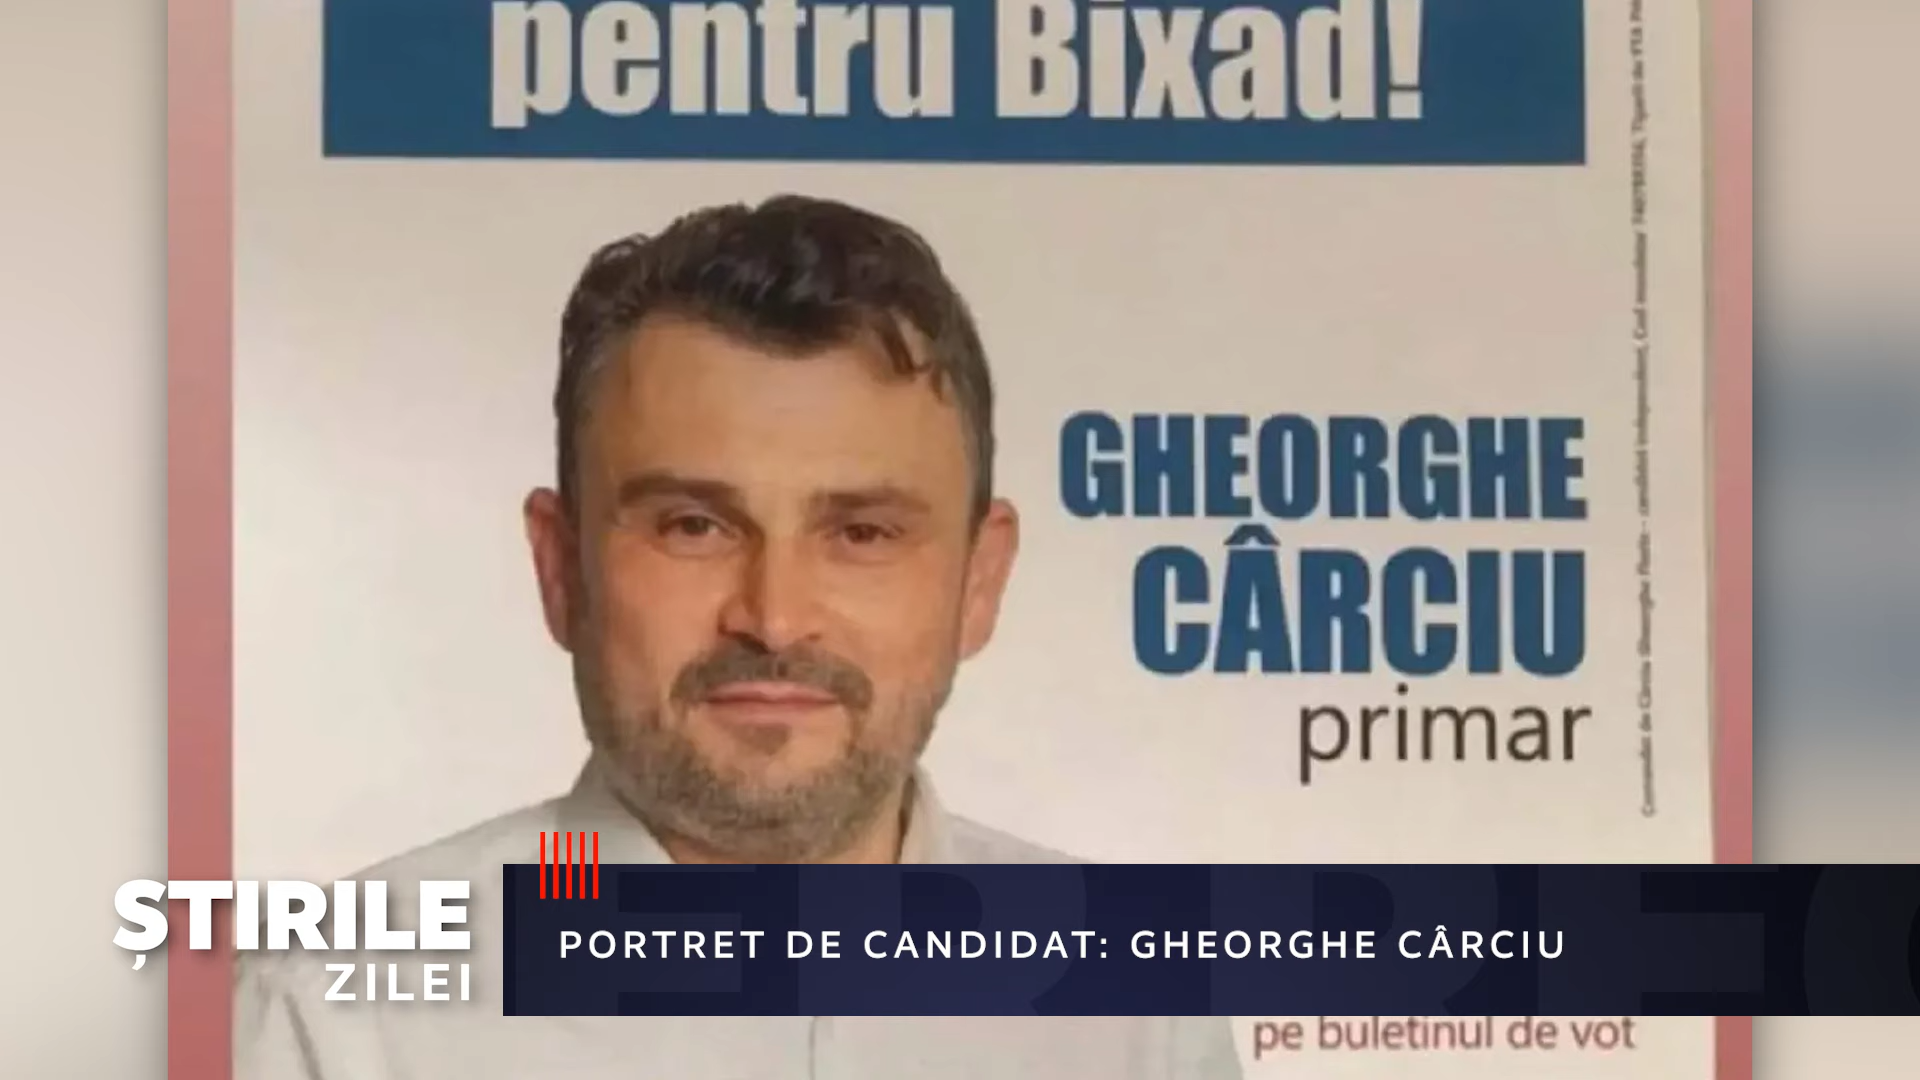 pentru Bixad!
GHEORGHE
CÂRCIU
primar
ȘTIRILE
ZILEI
PORTRET DE CANDIDAT: GHEORGHE CÂRCIU
pe buletinul de vot